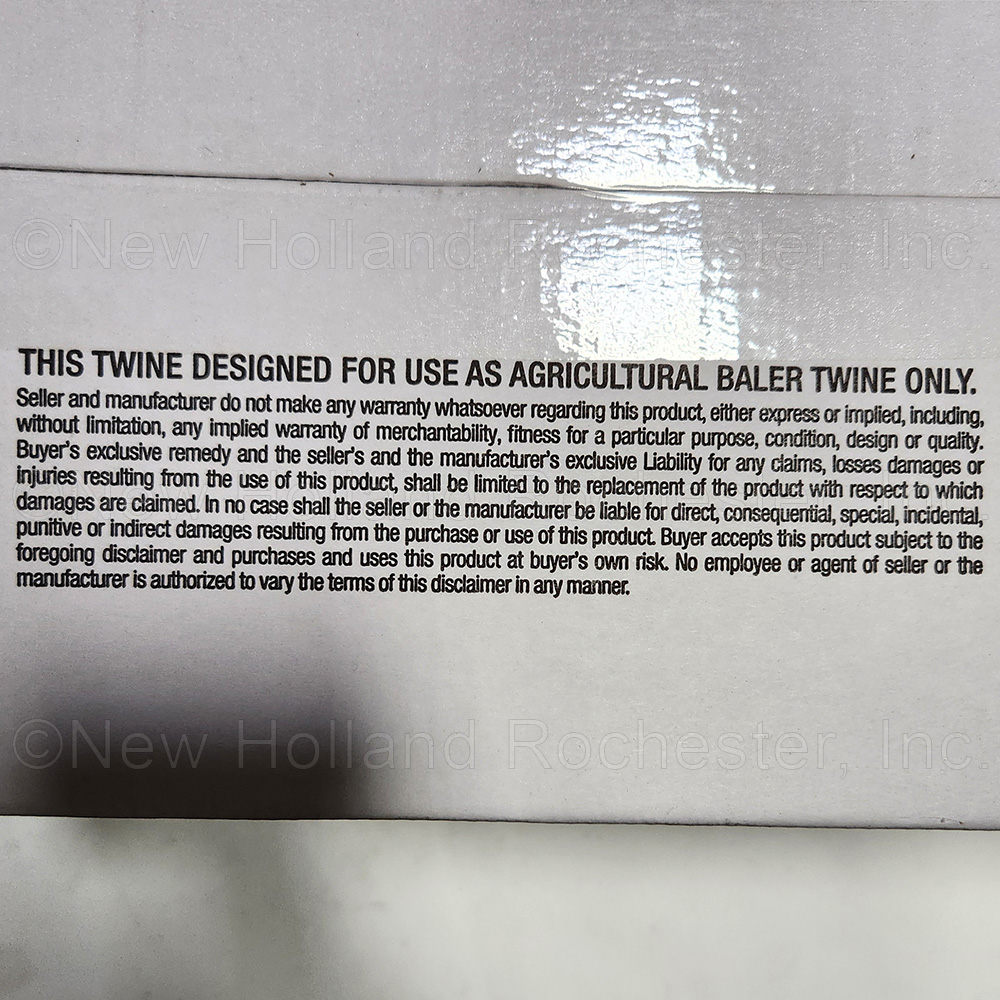 ©New Holland Rochester, Inc.
THIS TWINE DESIGNED FOR USE AS AGRICULTURAL BALER TWINE ONLY.
Seller and manufacturer do not make any warranty whatsoever regarding this product, either express or implied, including,
without limitation, any implied warranty of merchantability, fitness for a particular purpose, condition, design or quality.
Buyer's exclusive remedy and the seller's and the manufacturer's exclusive Liability for any claims, losses damages or
injuries resulting from the use of this product, shall be limited to the replacement of the product with respect to which
damages are claimed. In no case shall the seller or the manufacturer be liable for direct, consequential, special, incidental,
punitive or indirect damages resulting from the purchase or use of this product. Buyer accepts this product subject to the
foregoing disclaimer and purchases and uses this product at buyer's own risk. No employee or agent of seller or the
manufacturer is authorized to vary the terms of this disclaimer in any manner.
©New Holland Rochester, Inc.